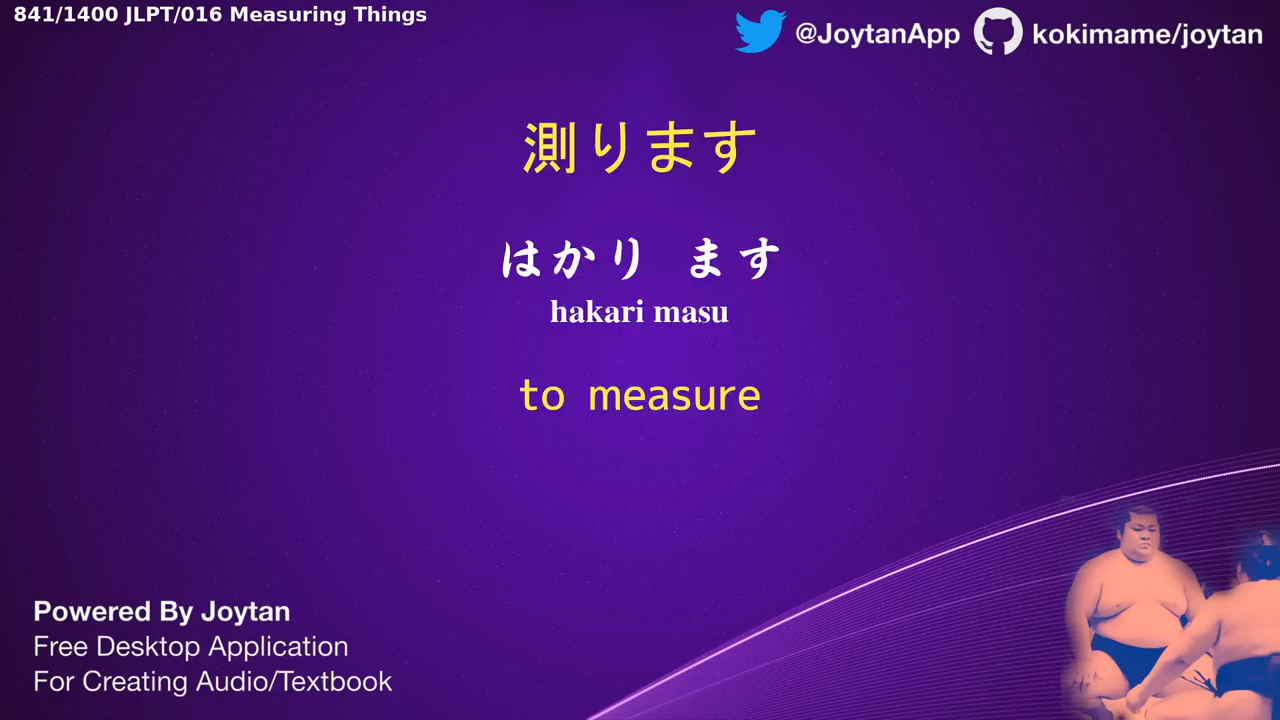 841/1400 JLPT/016 Measuring Things
@JoytanApp kokimame/joytan
測ります
はかり ます
hakari masu
to measure
Powered By Joytan
Free Desktop Application
For Creating Audio/Textbook